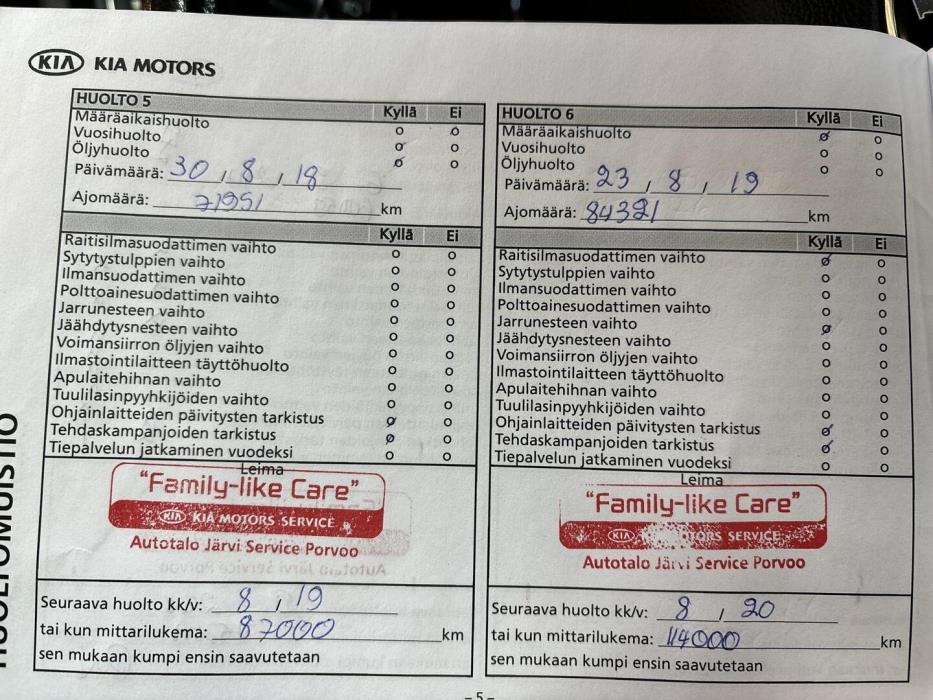 KIA KIA MOTORS
HUOLTO 5 Kyllä Ei
Määräaikaishuolto
Vuosihuolto
Öljyhuolto
Päivämäärä: 30 , 8 , 18
Ajomäärä: 71951 km
Kyllä Ei
Raitisilmasuodattimen vaihto
Sytytystulppien vaihto
Ilmansuodattimen vaihto
Polttoainesuodattimen vaihto
Jarrunesteen vaihto
Jäähdytysnesteen vaihto
Voimansiirron öljyjen vaihto
Ilmastointilaitteen täyttöhuolto
Apulaitehihnan vaihto
Tuulilasinpyyhkijöiden vaihto
Ohjainlaitteiden päivitysten tarkistus
Tehdaskampanjoiden tarkistus
Tiepalvelun jatkaminen vuodeksi
Leima
"Family-like Care"
KIA KIA MOTORS SERVICE
Autotalo Järvi Service Porvoo
Seuraava huolto kk/v: 8 , 19
tai kun mittarilukema: 87000 km
sen mukaan kumpi ensin saavutetaan
HUOLTO 6 Kyllä Ei
Määräaikaishuolto
Vuosihuolto
Öljyhuolto
Päivämäärä: 23 , 8 , 19
Ajomäärä: 84321 km
Kyllä Ei
Raitisilmasuodattimen vaihto
Sytytystulppien vaihto
Ilmansuodattimen vaihto
Polttoainesuodattimen vaihto
Jarrunesteen vaihto
Jäähdytysnesteen vaihto
Voimansiirron öljyjen vaihto
Ilmastointilaitteen täyttöhuolto
Apulaitehihnan vaihto
Tuulilasinpyyhkijöiden vaihto
Ohjainlaitteiden päivitysten tarkistus
Tehdaskampanjoiden tarkistus
Tiepalvelun jatkaminen vuodeksi
Leima
"Family-like Care"
KIA MOTORS SERVICE
Autotalo Järvi Service Porvoo
Seuraava huolto kk/v: 8 , 20
tai kun mittarilukema: 114000 km
sen mukaan kumpi ensin saavutetaan
HUOLTOMUISTIO
- 5 -